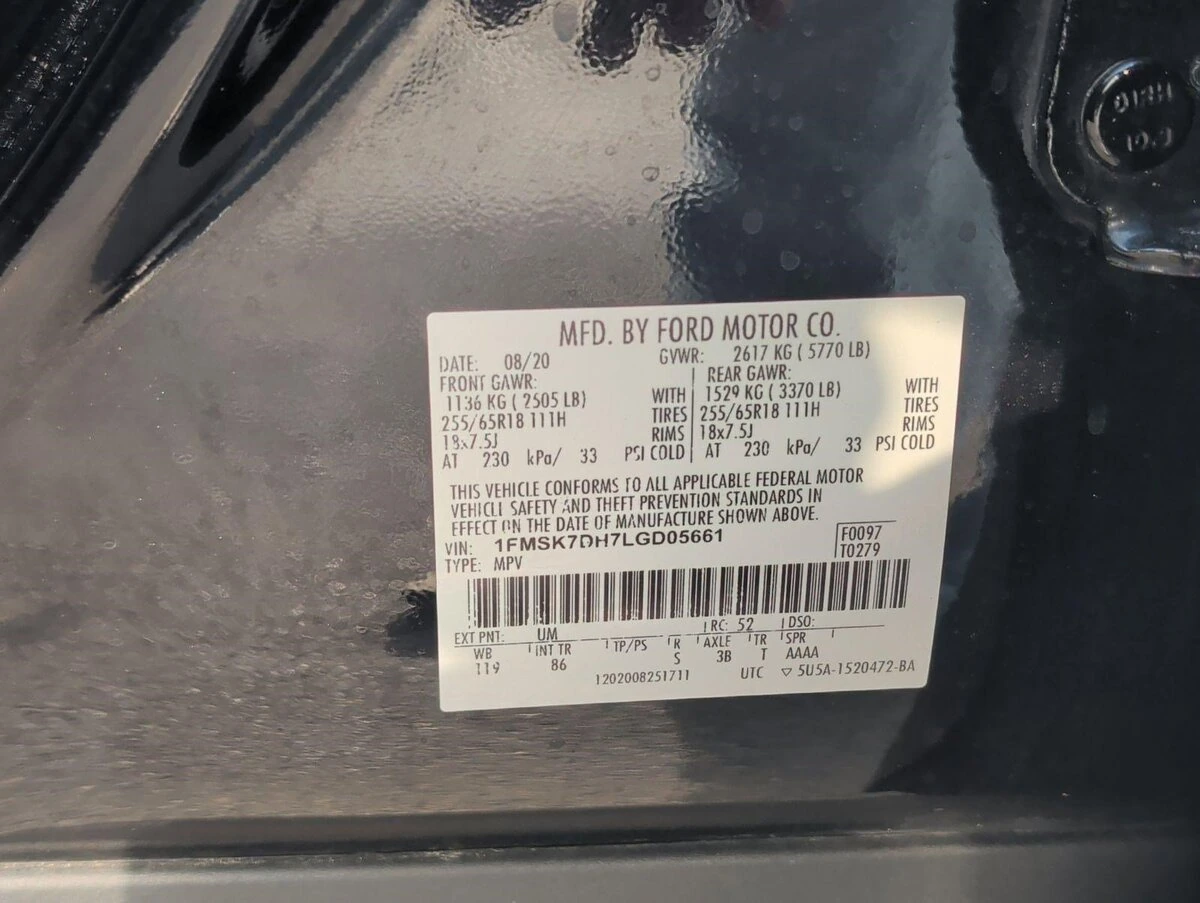 MFD. BY FORD MOTOR CO.
DATE: 08/20 GVWR: 2617 KG ( 5770 LB)
FRONT GAWR: REAR GAWR:
1136 KG ( 2505 LB) WITH 1529 KG ( 3370 LB) WITH
255/65R18 111H TIRES 255/65R18 111H TIRES
18x7.5J RIMS 18x7.5J RIMS
AT 230 kPa/ 33 PSI COLD AT 230 kPa/ 33 PSI COLD
THIS VEHICLE CONFORMS TO ALL APPLICABLE FEDERAL MOTOR
VEHICLE SAFETY AND THEFT PREVENTION STANDARDS IN
EFFECT ON THE DATE OF MANUFACTURE SHOWN ABOVE.
VIN: 1FMSK7DH7LGD05661 F0097
TYPE: MPV T0279
EXT PNT: UM RC: 52 DSO:
WB INT TR TP/PS R AXLE TR SPR
119 86 S 3B T AAAA
1202008251711 UTC ▽ 5U5A-1520472-BA